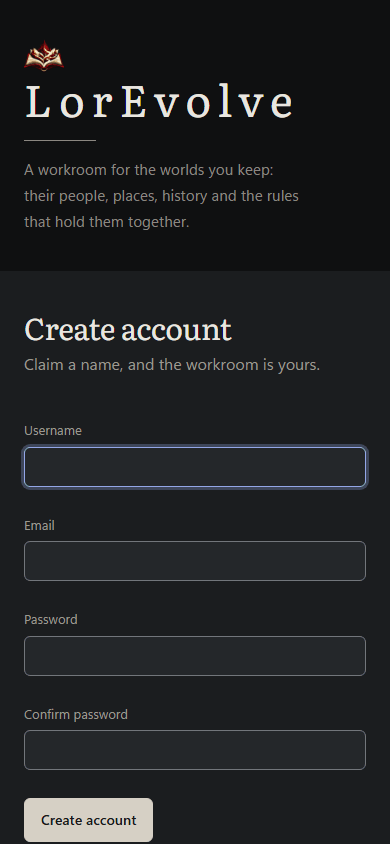 LorEvolve
A workroom for the worlds you keep:
their people, places, history and the rules
that hold them together.
Create account
Claim a name, and the workroom is yours.
Username
Email
Password
Confirm password
Create account